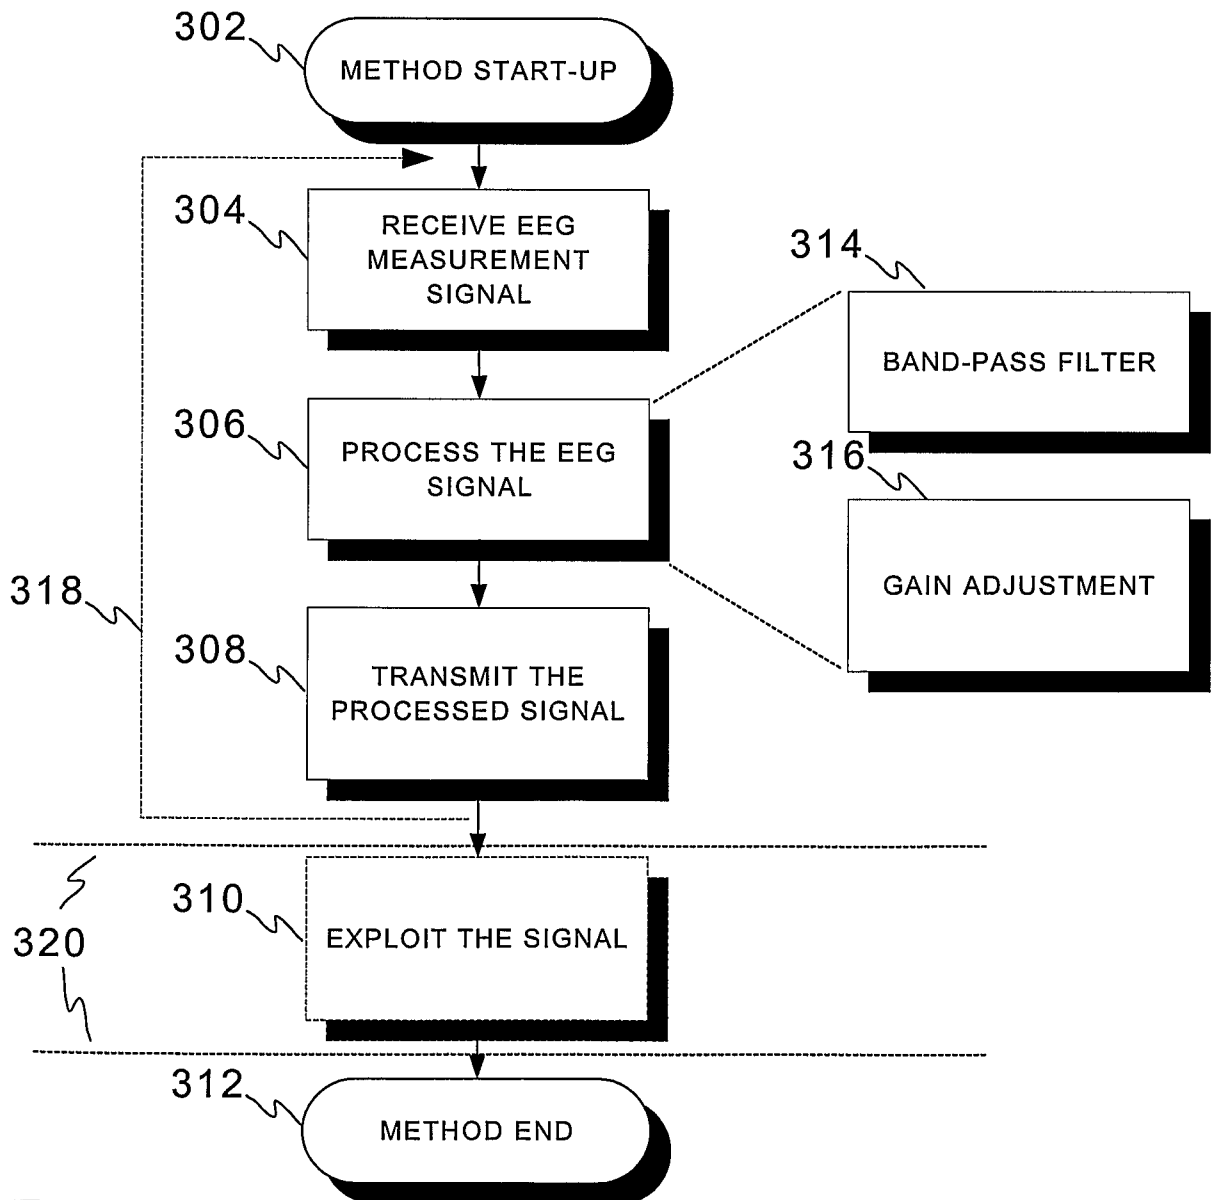 302
METHOD START-UP
304
RECEIVE EEG
MEASUREMENT
SIGNAL
314
BAND-PASS FILTER
306
PROCESS THE EEG
SIGNAL
316
GAIN ADJUSTMENT
318
308
TRANSMIT THE
PROCESSED SIGNAL
310
EXPLOIT THE SIGNAL
320
312
METHOD END